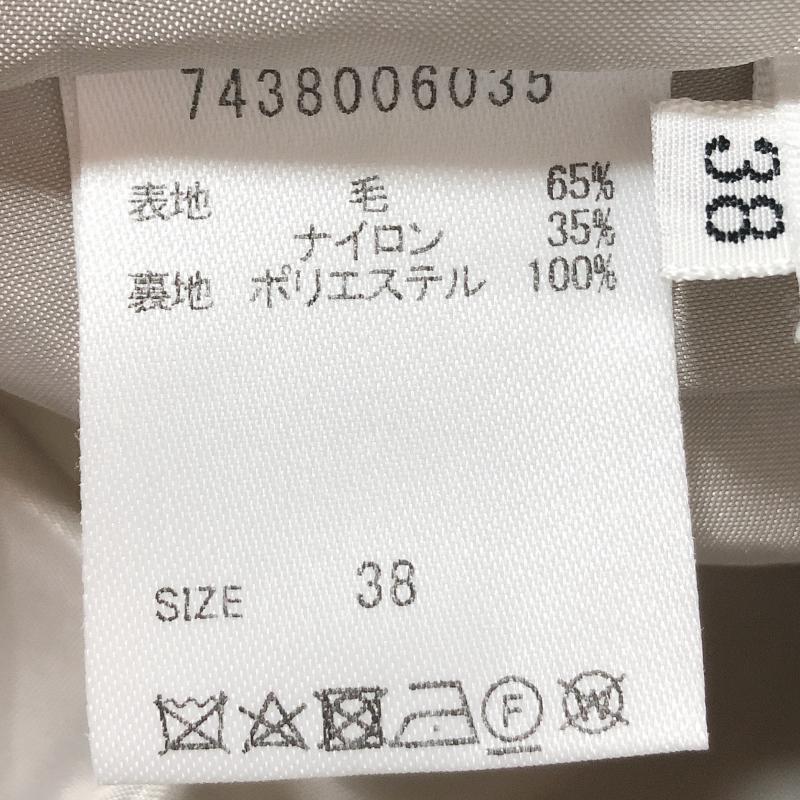 7438006035
表地 毛 65%
ナイロン 35%
裏地 ポリエステル 100%
SIZE 38
F
W
38